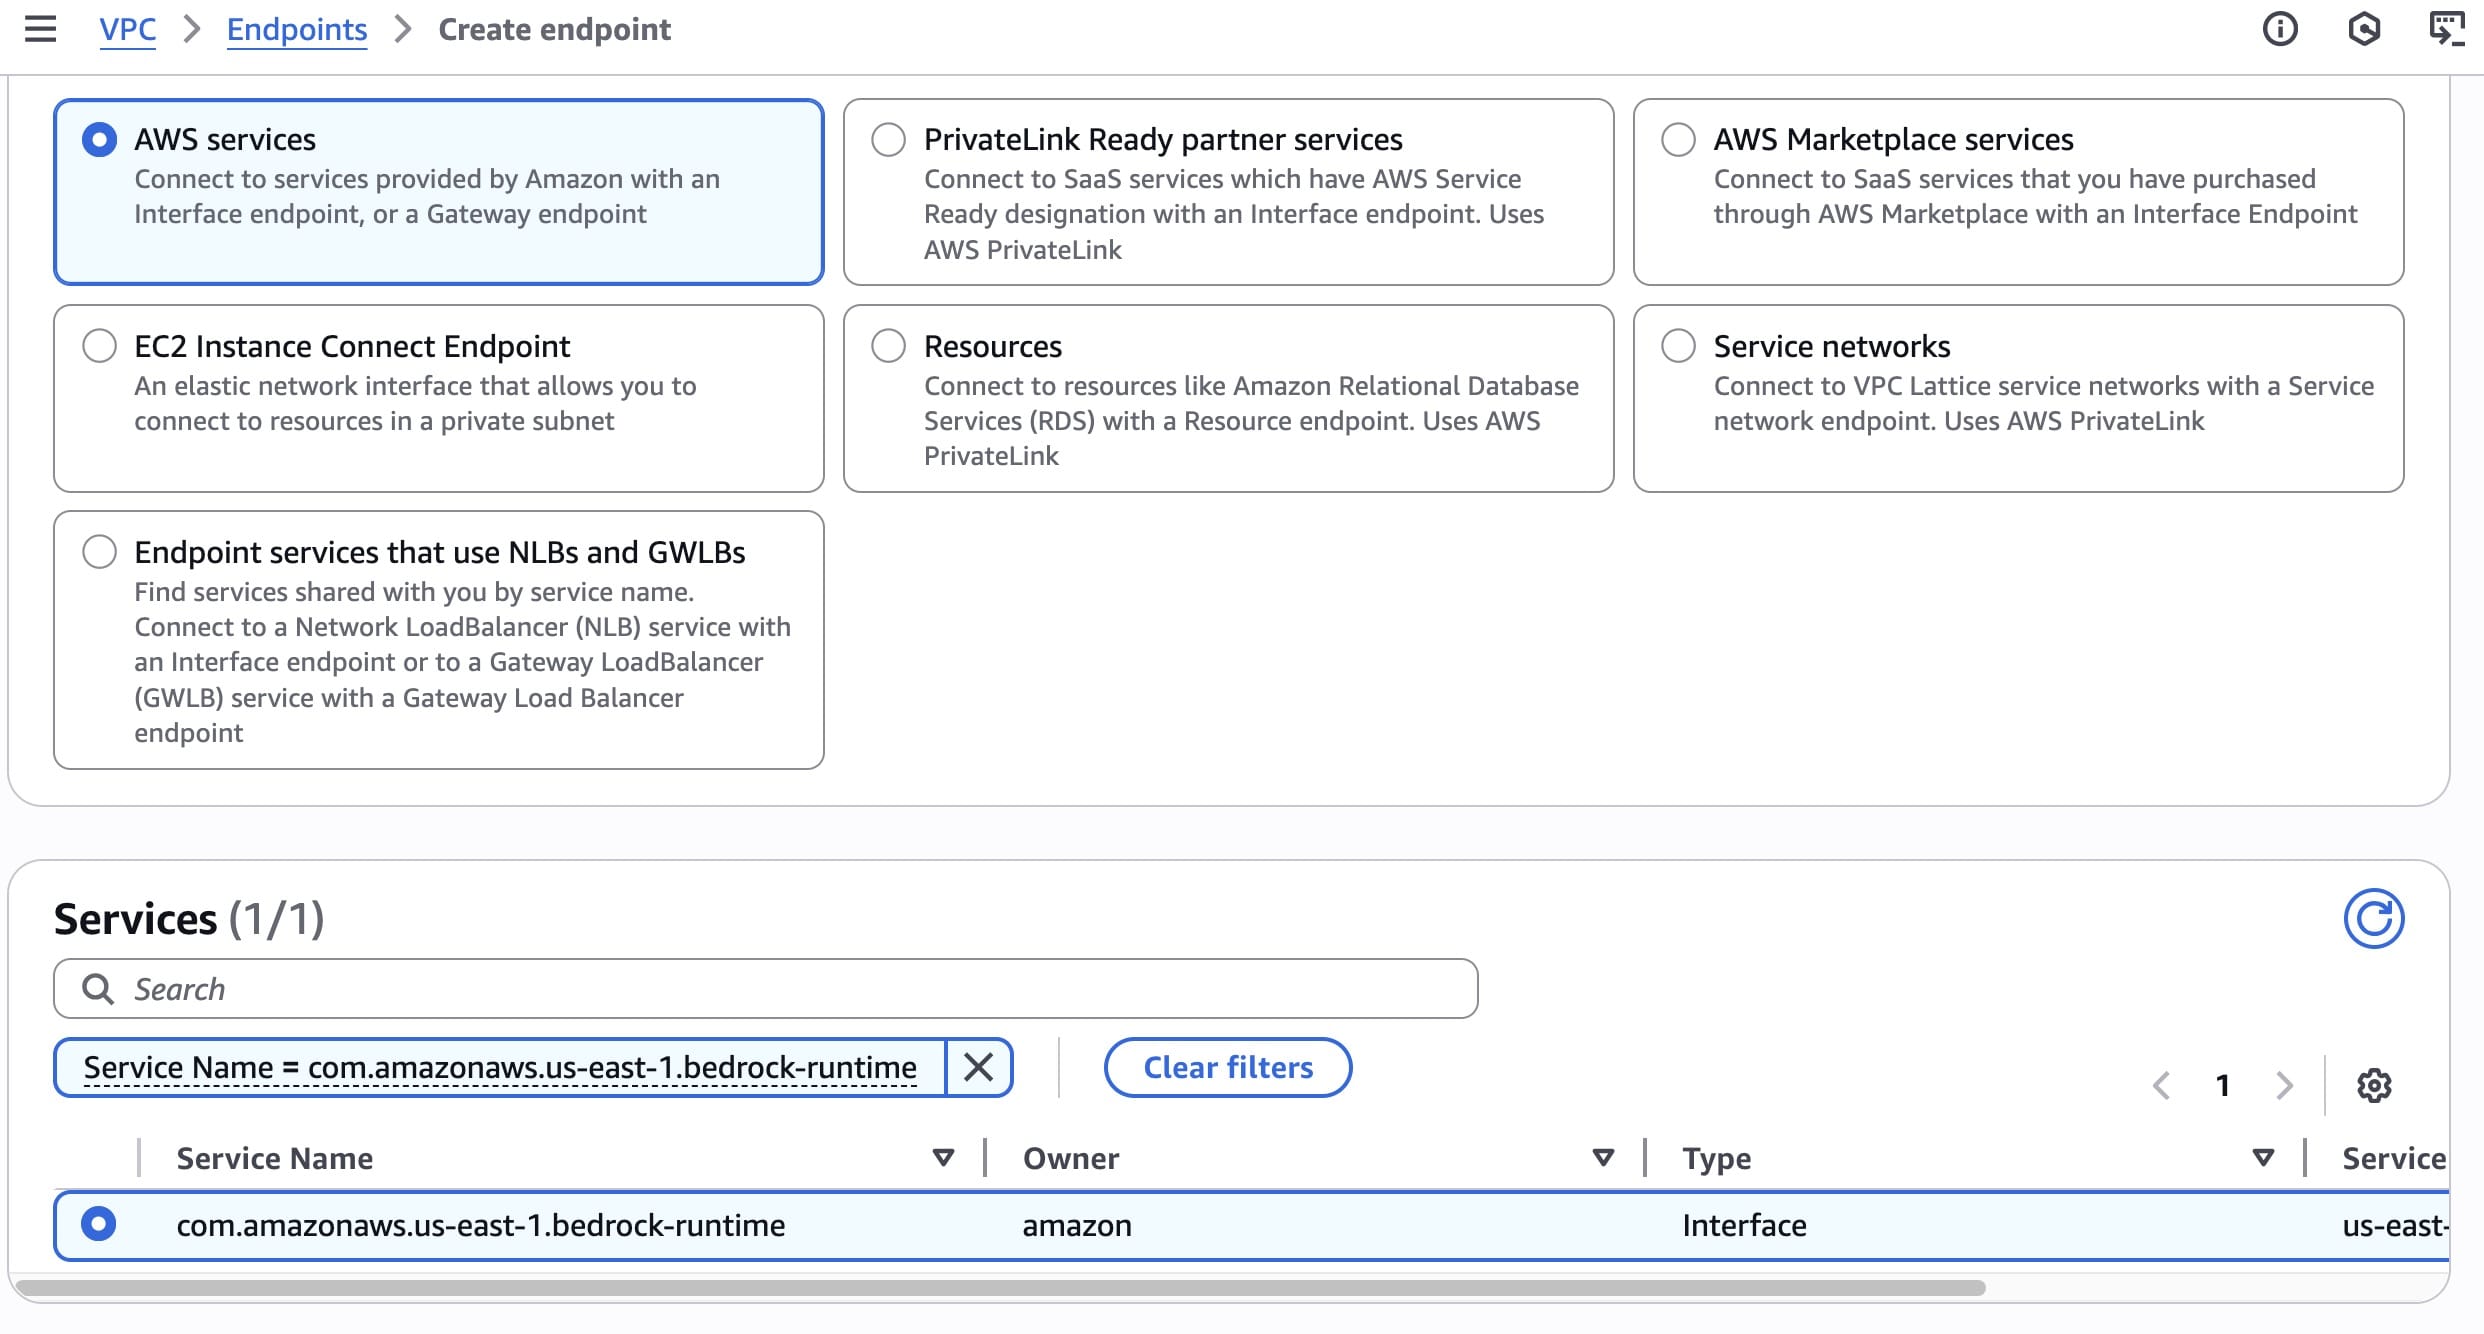 VPC > Endpoints > Create endpoint
AWS services
Connect to services provided by Amazon with an
Interface endpoint, or a Gateway endpoint
PrivateLink Ready partner services
Connect to SaaS services which have AWS Service
Ready designation with an Interface endpoint. Uses
AWS PrivateLink
AWS Marketplace services
Connect to SaaS services that you have purchased
through AWS Marketplace with an Interface Endpoint
EC2 Instance Connect Endpoint
An elastic network interface that allows you to
connect to resources in a private subnet
Resources
Connect to resources like Amazon Relational Database
Services (RDS) with a Resource endpoint. Uses AWS
PrivateLink
Service networks
Connect to VPC Lattice service networks with a Service
network endpoint. Uses AWS PrivateLink
Endpoint services that use NLBs and GWLBs
Find services shared with you by service name.
Connect to a Network LoadBalancer (NLB) service with
an Interface endpoint or to a Gateway LoadBalancer
(GWLB) service with a Gateway Load Balancer
endpoint
Services (1/1)
Search
Service Name = com.amazonaws.us-east-1.bedrock-runtime
Clear filters
1
Service Name
Owner
Type
Service
com.amazonaws.us-east-1.bedrock-runtime
amazon
Interface
us-east-